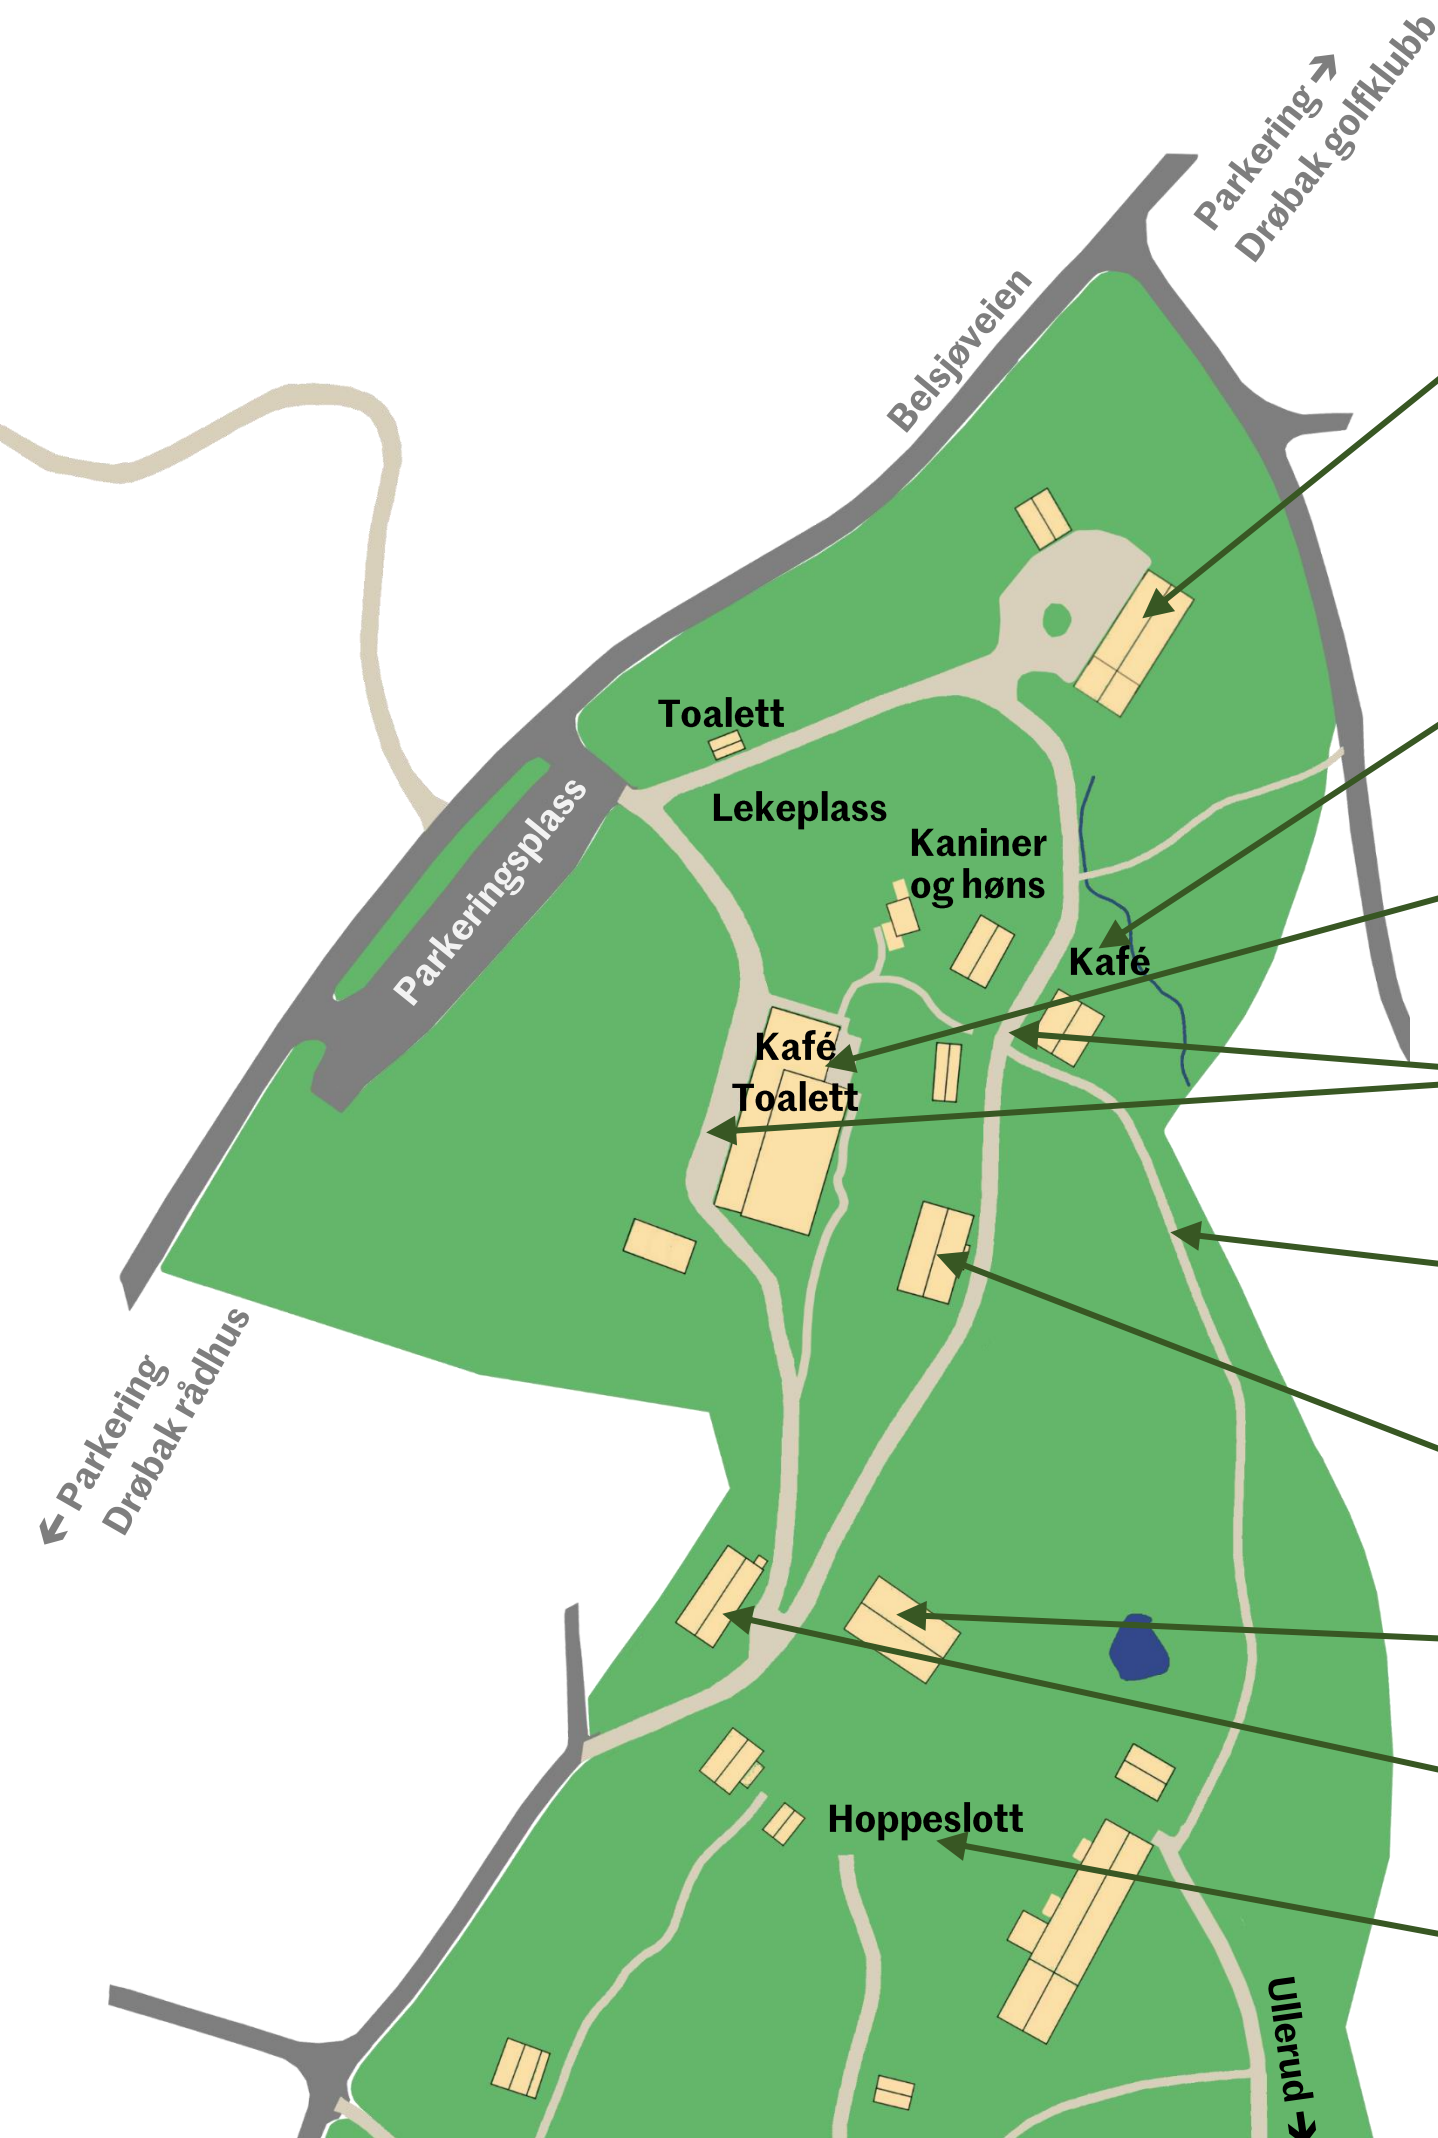 Parkering →
Drøbak golfklubb
Belsjøveien
Toalett
Parkeringsplass
Lekeplass
Kaniner
og høns
Kafé
Kafé
Toalett
← Parkering
Drøbak rådhus
Hoppeslott
Ullerud →